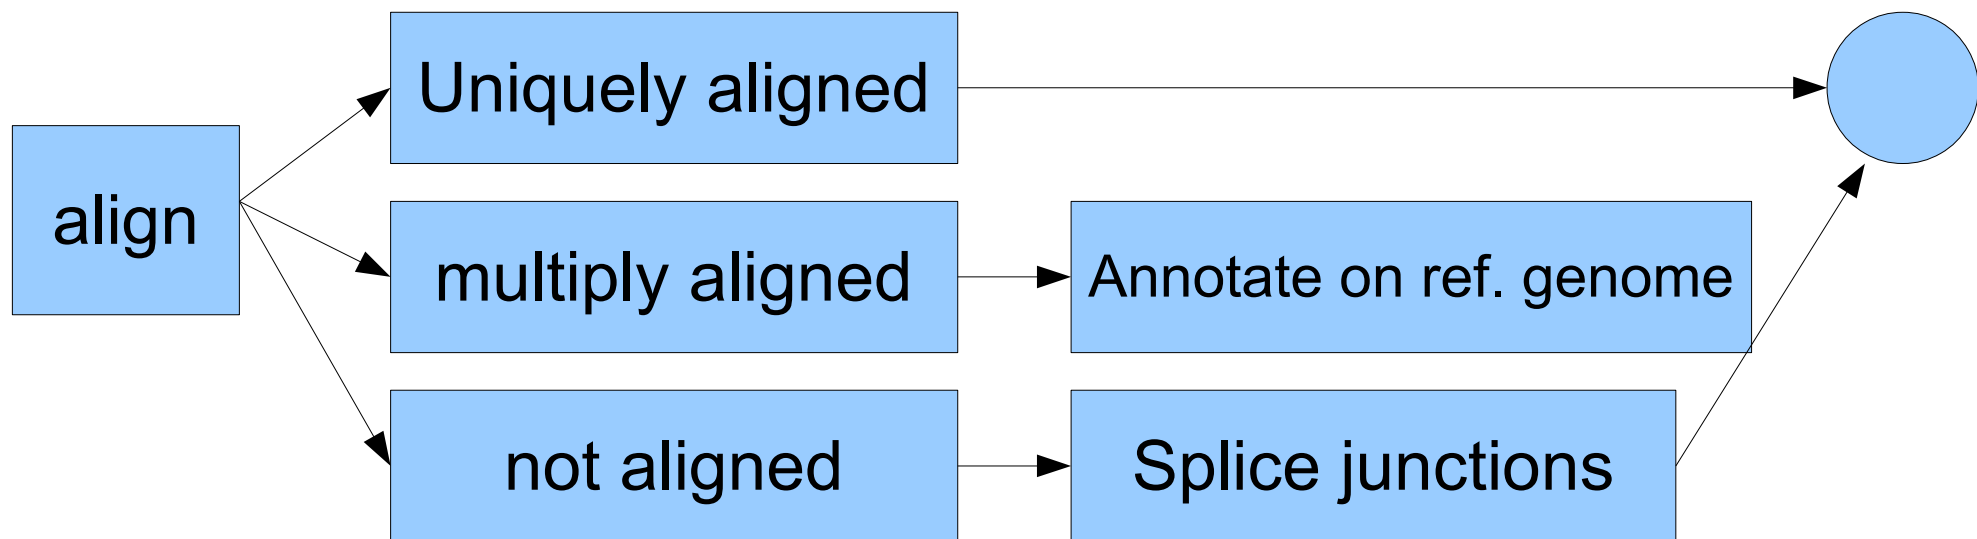 Uniquely aligned
align
multiply aligned
Annotate on ref. genome
not aligned
Splice junctions